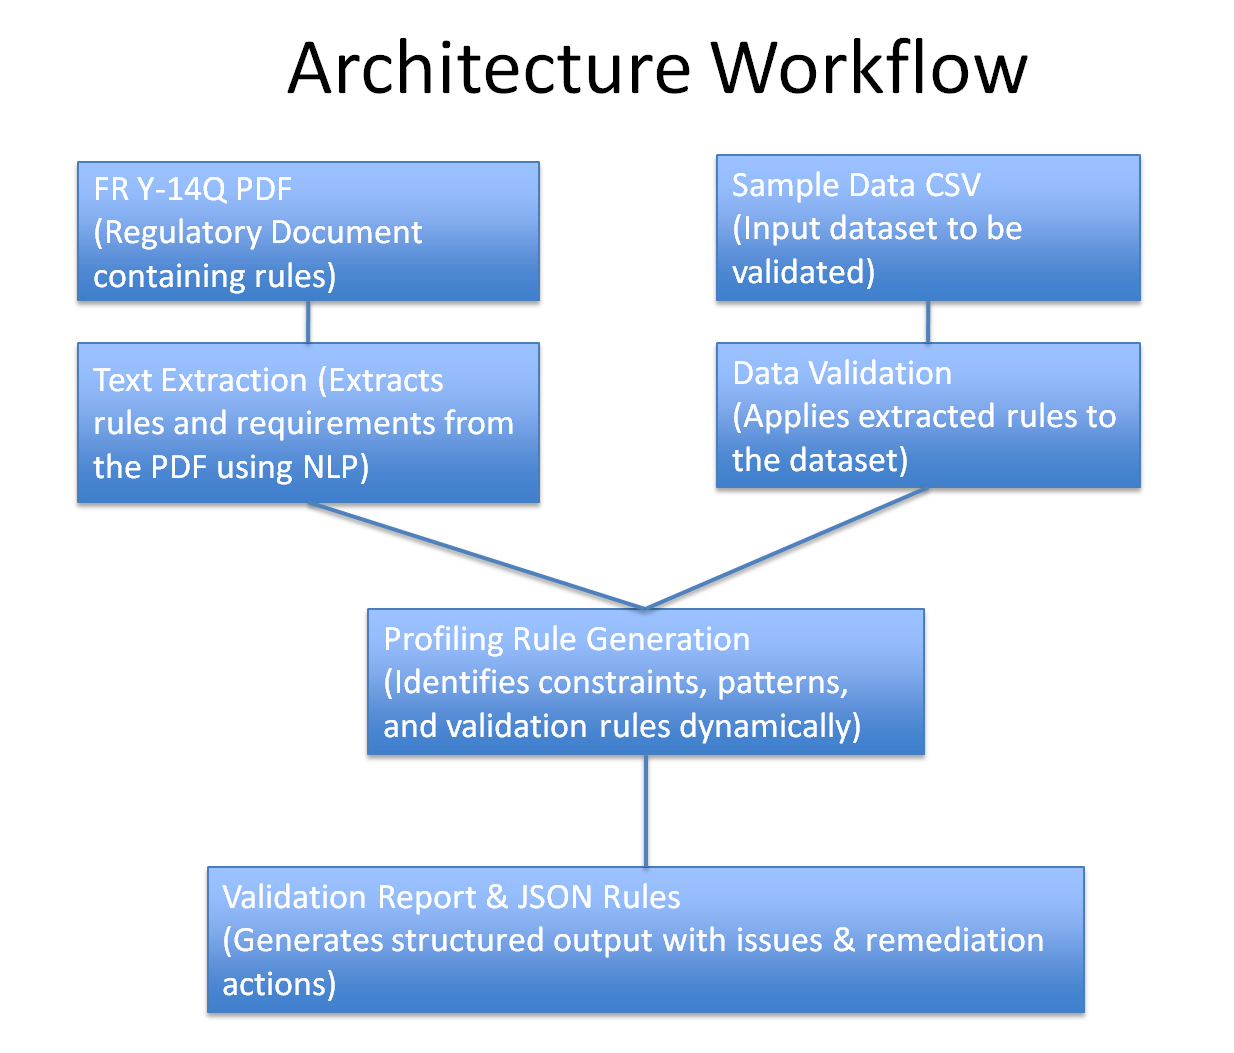 Architecture Workflow
FR Y-14Q PDF
(Regulatory Document
containing rules)
Sample Data CSV
(Input dataset to be
validated)
Text Extraction (Extracts
rules and requirements from
the PDF using NLP)
Data Validation
(Applies extracted rules to
the dataset)
Profiling Rule Generation
(Identifies constraints, patterns,
and validation rules dynamically)
Validation Report & JSON Rules
(Generates structured output with issues & remediation
actions)